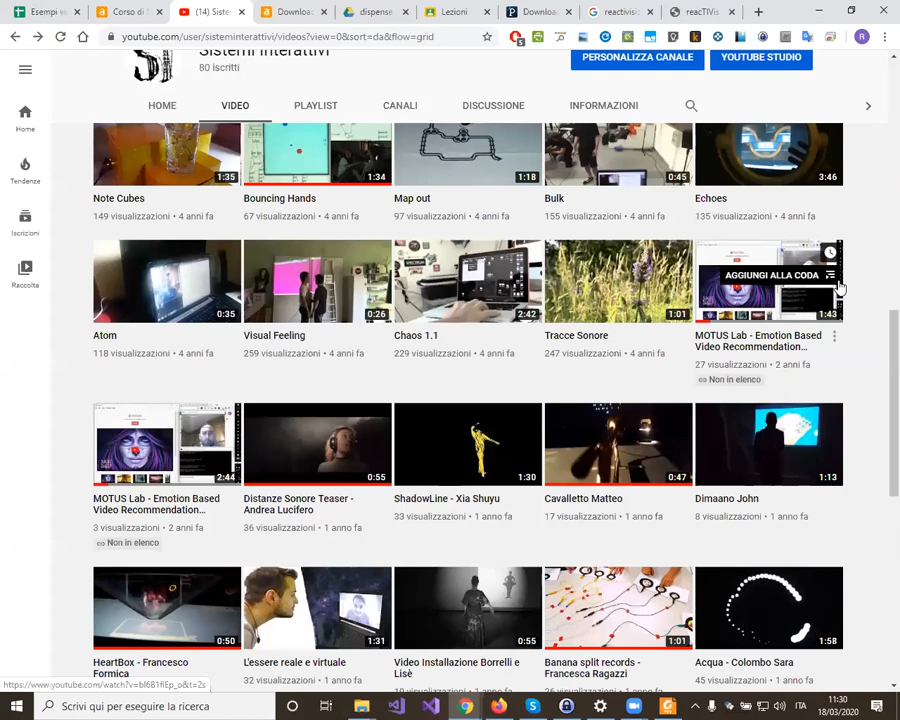 Esempi vi
Corso di S
(14) Siste
Downloa
dispense
Lezioni
Downloa
reactivisi
reacTIVis
youtube.com/user/sisteminterattivi/videos?view=0&sort=da&flow=grid
Sistemi Interattivi
80 iscritti
PERSONALIZZA CANALE
YOUTUBE STUDIO
HOME VIDEO PLAYLIST CANALI DISCUSSIONE INFORMAZIONI
Home
Tendenze
Iscrizioni
Raccolta
1:35 1:34 1:18 0:45 3:46
Note Cubes Bouncing Hands Map out Bulk Echoes
149 visualizzazioni • 4 anni fa 67 visualizzazioni • 4 anni fa 97 visualizzazioni • 4 anni fa 155 visualizzazioni • 4 anni fa 135 visualizzazioni • 4 anni fa
AGGIUNGI ALLA CODA
0:35 0:26 2:42 1:01 1:43
Atom Visual Feeling Chaos 1.1 Tracce Sonore MOTUS Lab - Emotion Based
Video Recommendation...
118 visualizzazioni • 4 anni fa 259 visualizzazioni • 4 anni fa 229 visualizzazioni • 4 anni fa 247 visualizzazioni • 4 anni fa
27 visualizzazioni • 2 anni fa
Non in elenco
2:44 0:55 1:30 0:47 1:13
MOTUS Lab - Emotion Based Distanze Sonore Teaser - ShadowLine - Xia Shuyu Cavalletto Matteo Dimaano John
Video Recommendation... Andrea Lucifero
33 visualizzazioni • 1 anno fa 17 visualizzazioni • 1 anno fa 8 visualizzazioni • 1 anno fa
3 visualizzazioni • 2 anni fa 36 visualizzazioni • 1 anno fa
Non in elenco
0:50 1:31 0:55 1:01 1:58
HeartBox - Francesco L'essere reale e virtuale Video Installazione Borrelli e Banana split records - Acqua - Colombo Sara
Formica Lisè Francesca Ragazzi
32 visualizzazioni • 1 anno fa 45 visualizzazioni • 1 anno fa
https://www.youtube.com/watch?v=bI681flEp_o&t=2s
Scrivi qui per eseguire la ricerca
ITA
11:30
18/03/2020